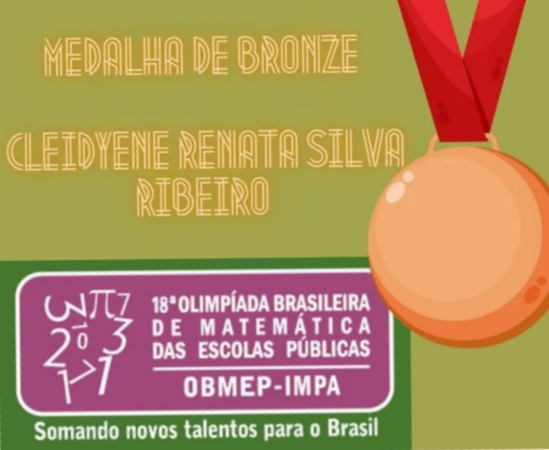 MEDALHA DE BRONZE
CLEIDYENE RENATA SILVA
RIBEIRO
18ª OLIMPÍADA BRASILEIRA
DE MATEMÁTICA
DAS ESCOLAS PÚBLICAS
OBMEP-IMPA
Somando novos talentos para o Brasil